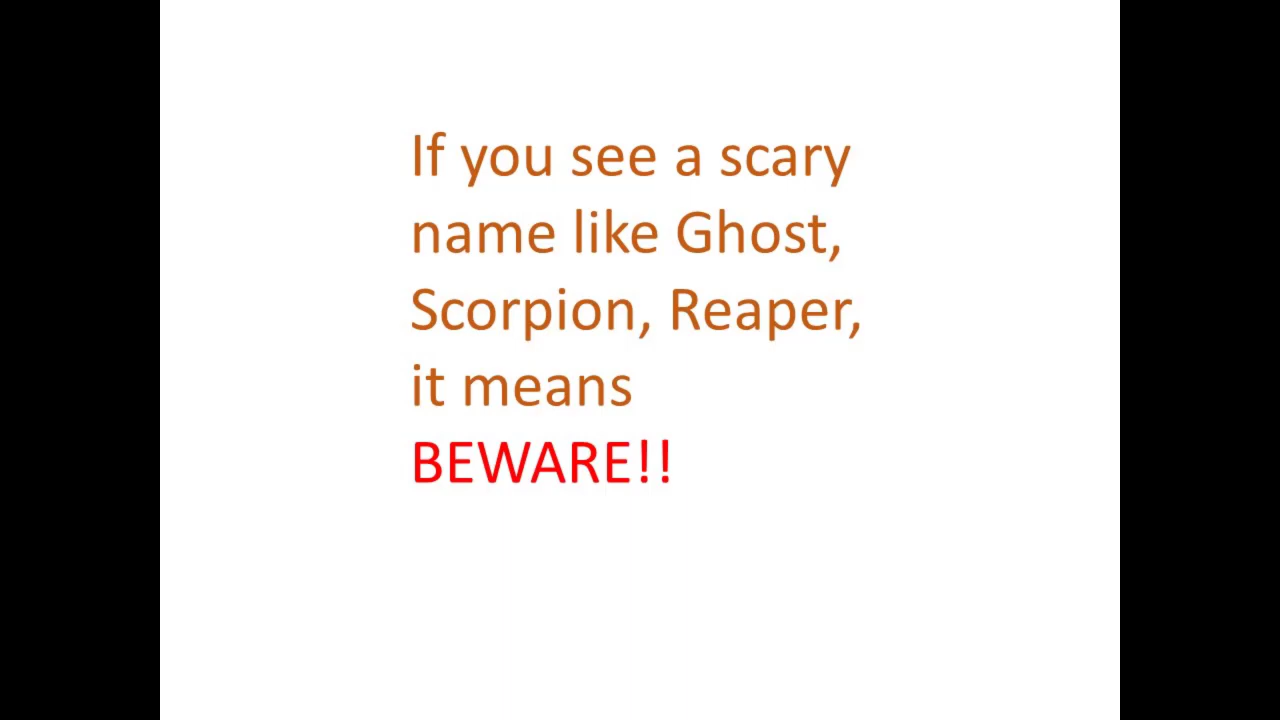 If you see a scary
name like Ghost,
Scorpion, Reaper,
it means
BEWARE!!